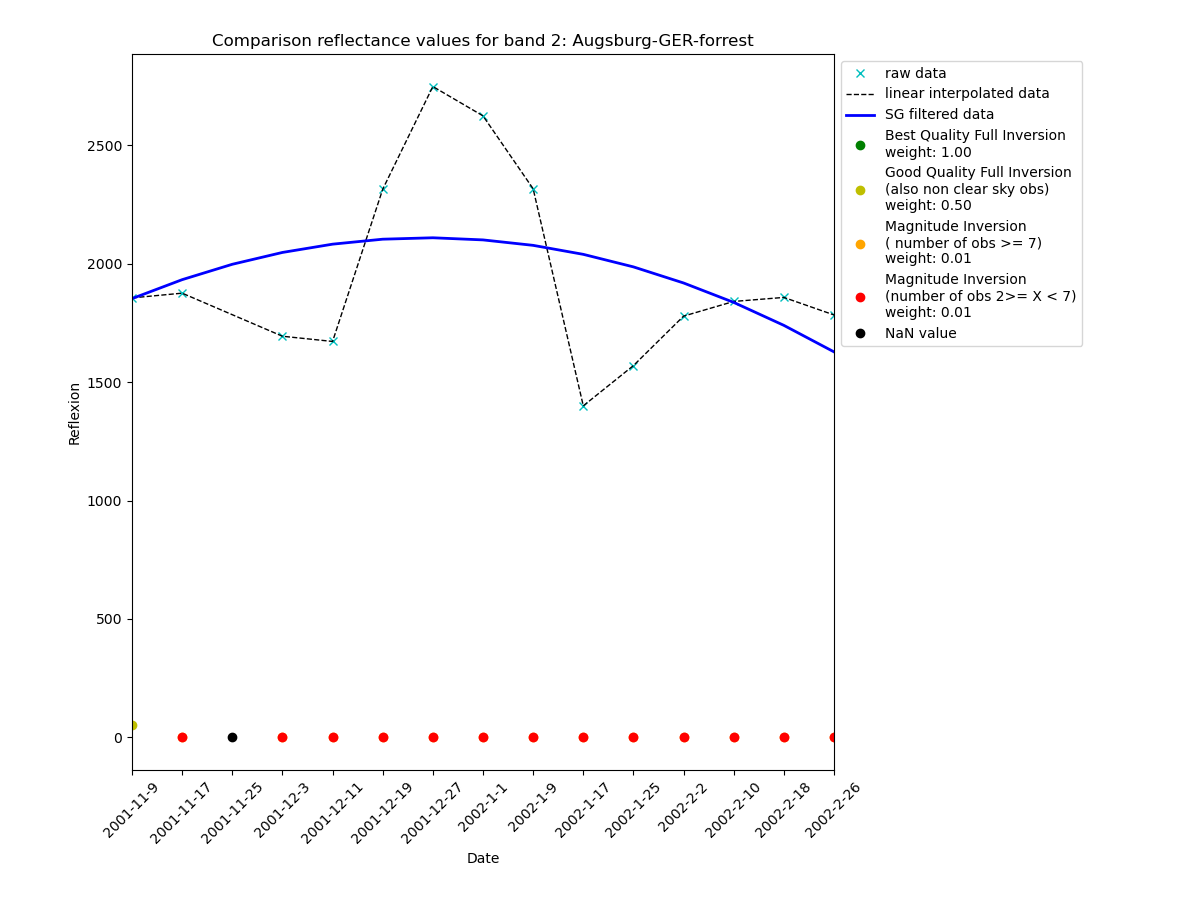 Comparison reflectance values for band 2: Augsburg-GER-forrest
raw data
linear interpolated data
SG filtered data
Best Quality Full Inversion
weight: 1.00
Good Quality Full Inversion
(also non clear sky obs)
weight: 0.50
Magnitude Inversion
( number of obs >= 7)
weight: 0.01
Magnitude Inversion
(number of obs 2>= X < 7)
weight: 0.01
NaN value
Reflexion
2500
2000
1500
1000
500
0
2001-11-9
2001-11-17
2001-11-25
2001-12-3
2001-12-11
2001-12-19
2001-12-27
2002-1-1
2002-1-9
2002-1-17
2002-1-25
2002-2-2
2002-2-10
2002-2-18
2002-2-26
Date